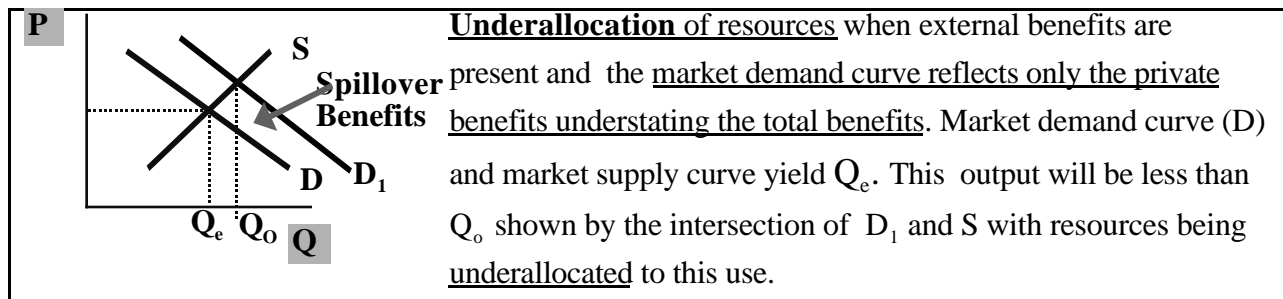 P
S
Spillover
Benefits
D
D₁
Qₑ
Q_O
Q
Underallocation of resources when external benefits are
present and the market demand curve reflects only the private
benefits understating the total benefits. Market demand curve (D)
and market supply curve yield Qₑ. This output will be less than
Qₒ shown by the intersection of D₁ and S with resources being
underallocated to this use.